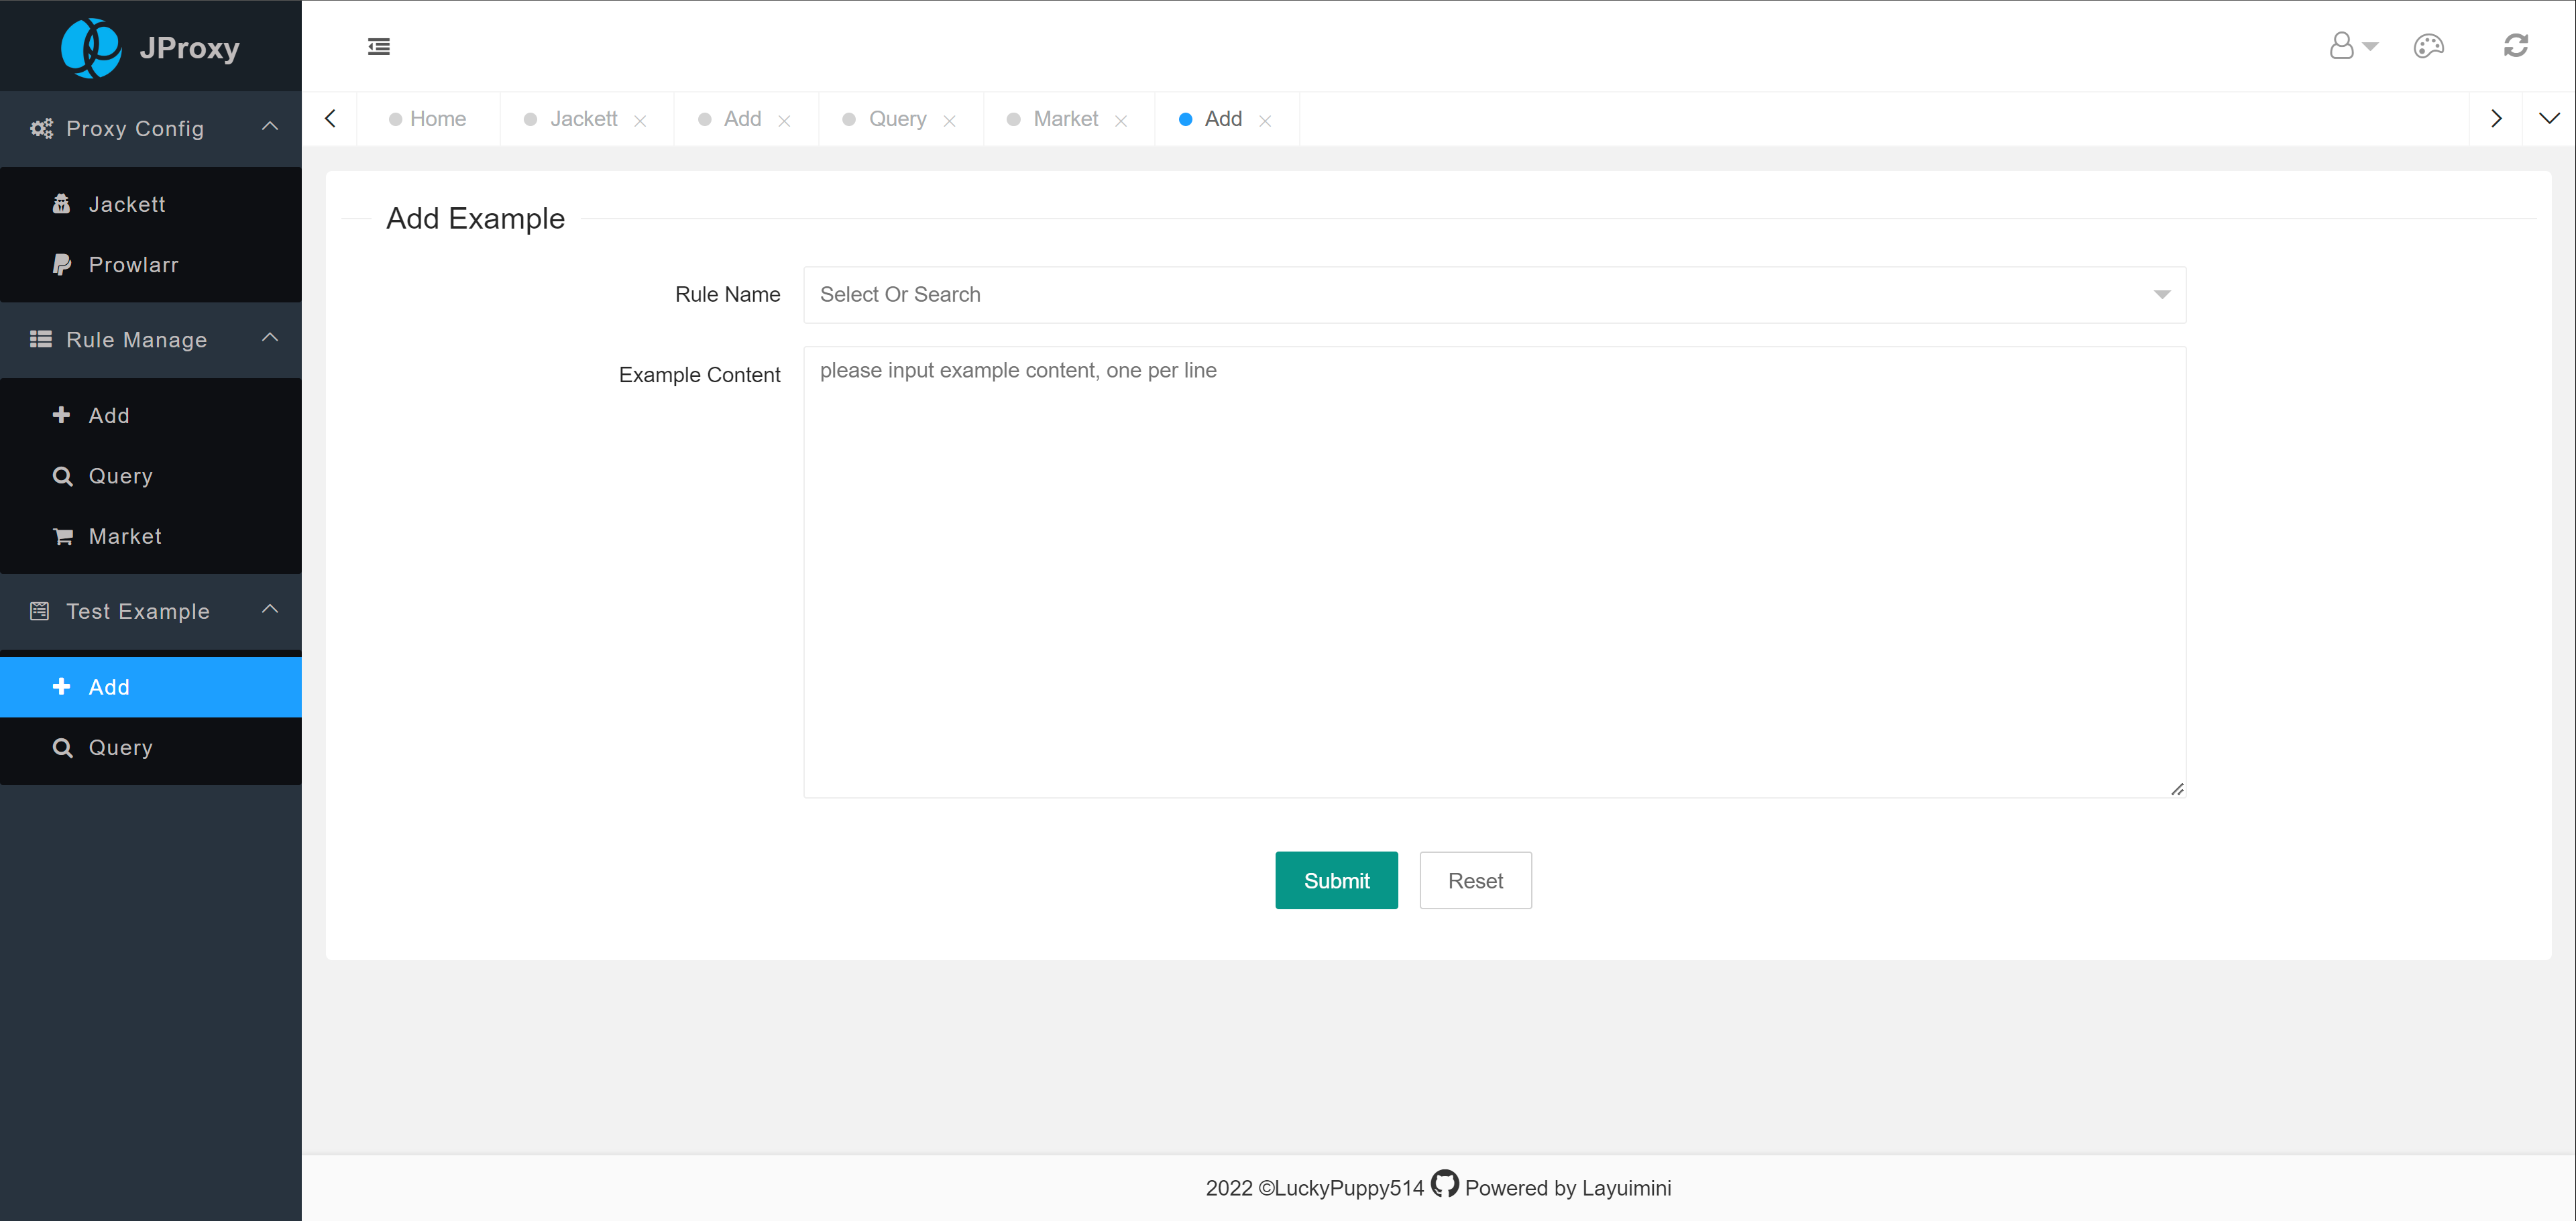 JProxy
Proxy Config
Jackett
Prowlarr
Rule Manage
Add
Query
Market
Test Example
Add
Query
Home
Jackett
Add
Query
Market
Add
Add Example
Rule Name
Select Or Search
Example Content
please input example content, one per line
Submit
Reset
2022 ©LuckyPuppy514 Powered by Layuimini